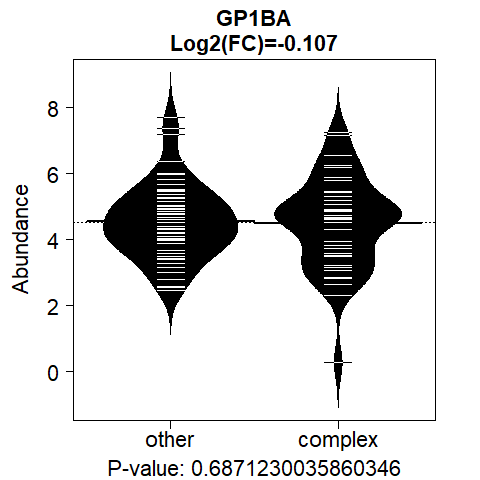 GP1BA
Log2(FC)=-0.107
Abundance
8
6
4
2
0
other complex
P-value: 0.6871230035860346